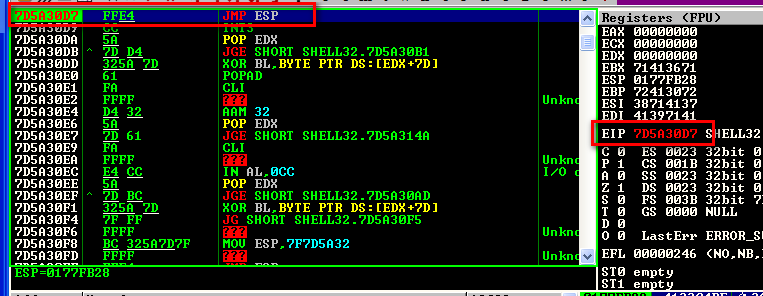 7D5A30D7 FFE4 JMP ESP
CC INT3
7D5A30DA 5A POP EDX
7D5A30DB ^ 7D D4 JGE SHORT SHELL32.7D5A30B1
7D5A30DD 325A 7D XOR BL,BYTE PTR DS:[EDX+7D]
7D5A30E0 61 POPAD
7D5A30E1 FA CLI
7D5A30E2 FFFF ??? Unkno
7D5A30E4 D4 32 AAM 32
7D5A30E6 5A POP EDX
7D5A30E7 7D 61 JGE SHORT SHELL32.7D5A314A
7D5A30E9 FA CLI
7D5A30EA FFFF ??? Unkno
7D5A30EC E4 CC IN AL,0CC I/O c
7D5A30EE 5A POP EDX
7D5A30EF ^ 7D BC JGE SHORT SHELL32.7D5A30AD
7D5A30F1 325A 7D XOR BL,BYTE PTR DS:[EDX+7D]
7D5A30F4 7F FF JG SHORT SHELL32.7D5A30F5
7D5A30F6 FFFF ??? Unkno
7D5A30F8 BC 325A7D7F MOV ESP,7F7D5A32
7D5A30FD FFFF ??? Unkno
ESP=0177FB28
Registers (FPU)
EAX 00000000
ECX 00000000
EDX 00000000
EBX 71413671
ESP 0177FB28
EBP 72413072
ESI 38714137
EDI 41397141
EIP 7D5A30D7 SHELL32
C 0 ES 0023 32bit 0
P 1 CS 001B 32bit 0
A 0 SS 0023 32bit 0
Z 1 DS 0023 32bit 0
S 0 FS 003B 32bit 7
T 0 GS 0000 NULL
D 0
O 0 LastErr ERROR_SU
EFL 00000246 (NO,NB,
ST0 empty
ST1 empty